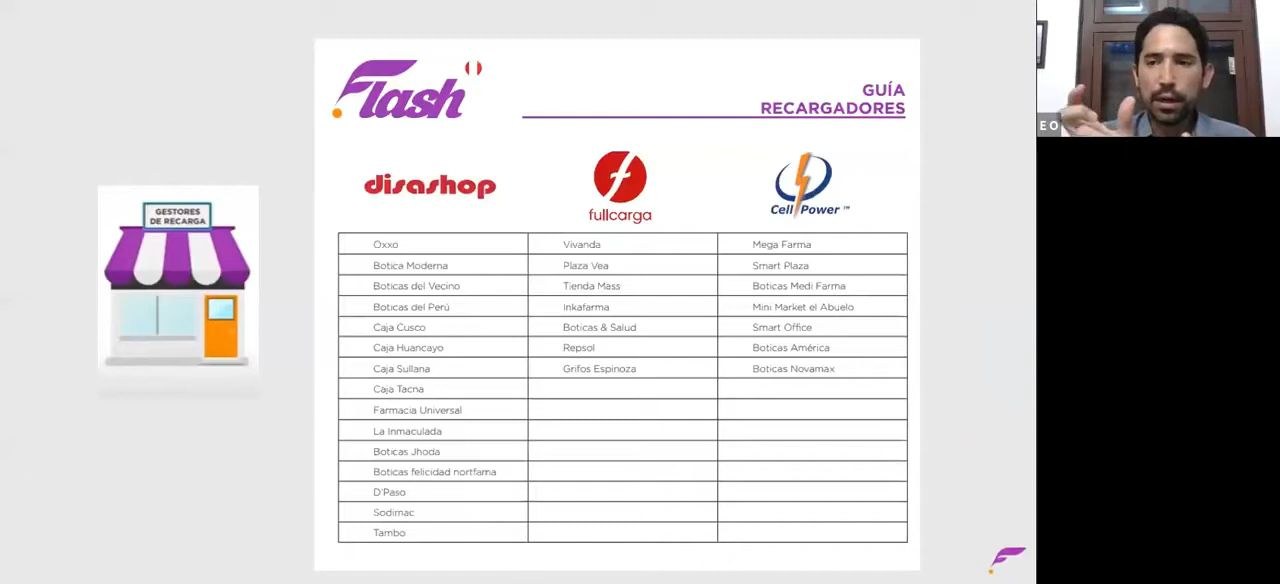 Flash
GUÍA
RECARGADORES
disashop
fullcarga
Cell Power ™
GESTORES
DE RECARGA
Oxxo
Vivanda
Mega Farma
Botica Moderna
Plaza Vea
Smart Plaza
Boticas del Vecino
Tienda Mass
Boticas Medi Farma
Boticas del Perú
Inkafarma
Mini Market el Abuelo
Caja Cusco
Boticas & Salud
Smart Office
Caja Huancayo
Repsol
Boticas América
Caja Sullana
Grifos Espinoza
Boticas Novamax
Caja Tacna
Farmacia Universal
La Inmaculada
Boticas Jhoda
Boticas felicidad nortfama
D'Paso
Sodimac
Tambo
EO